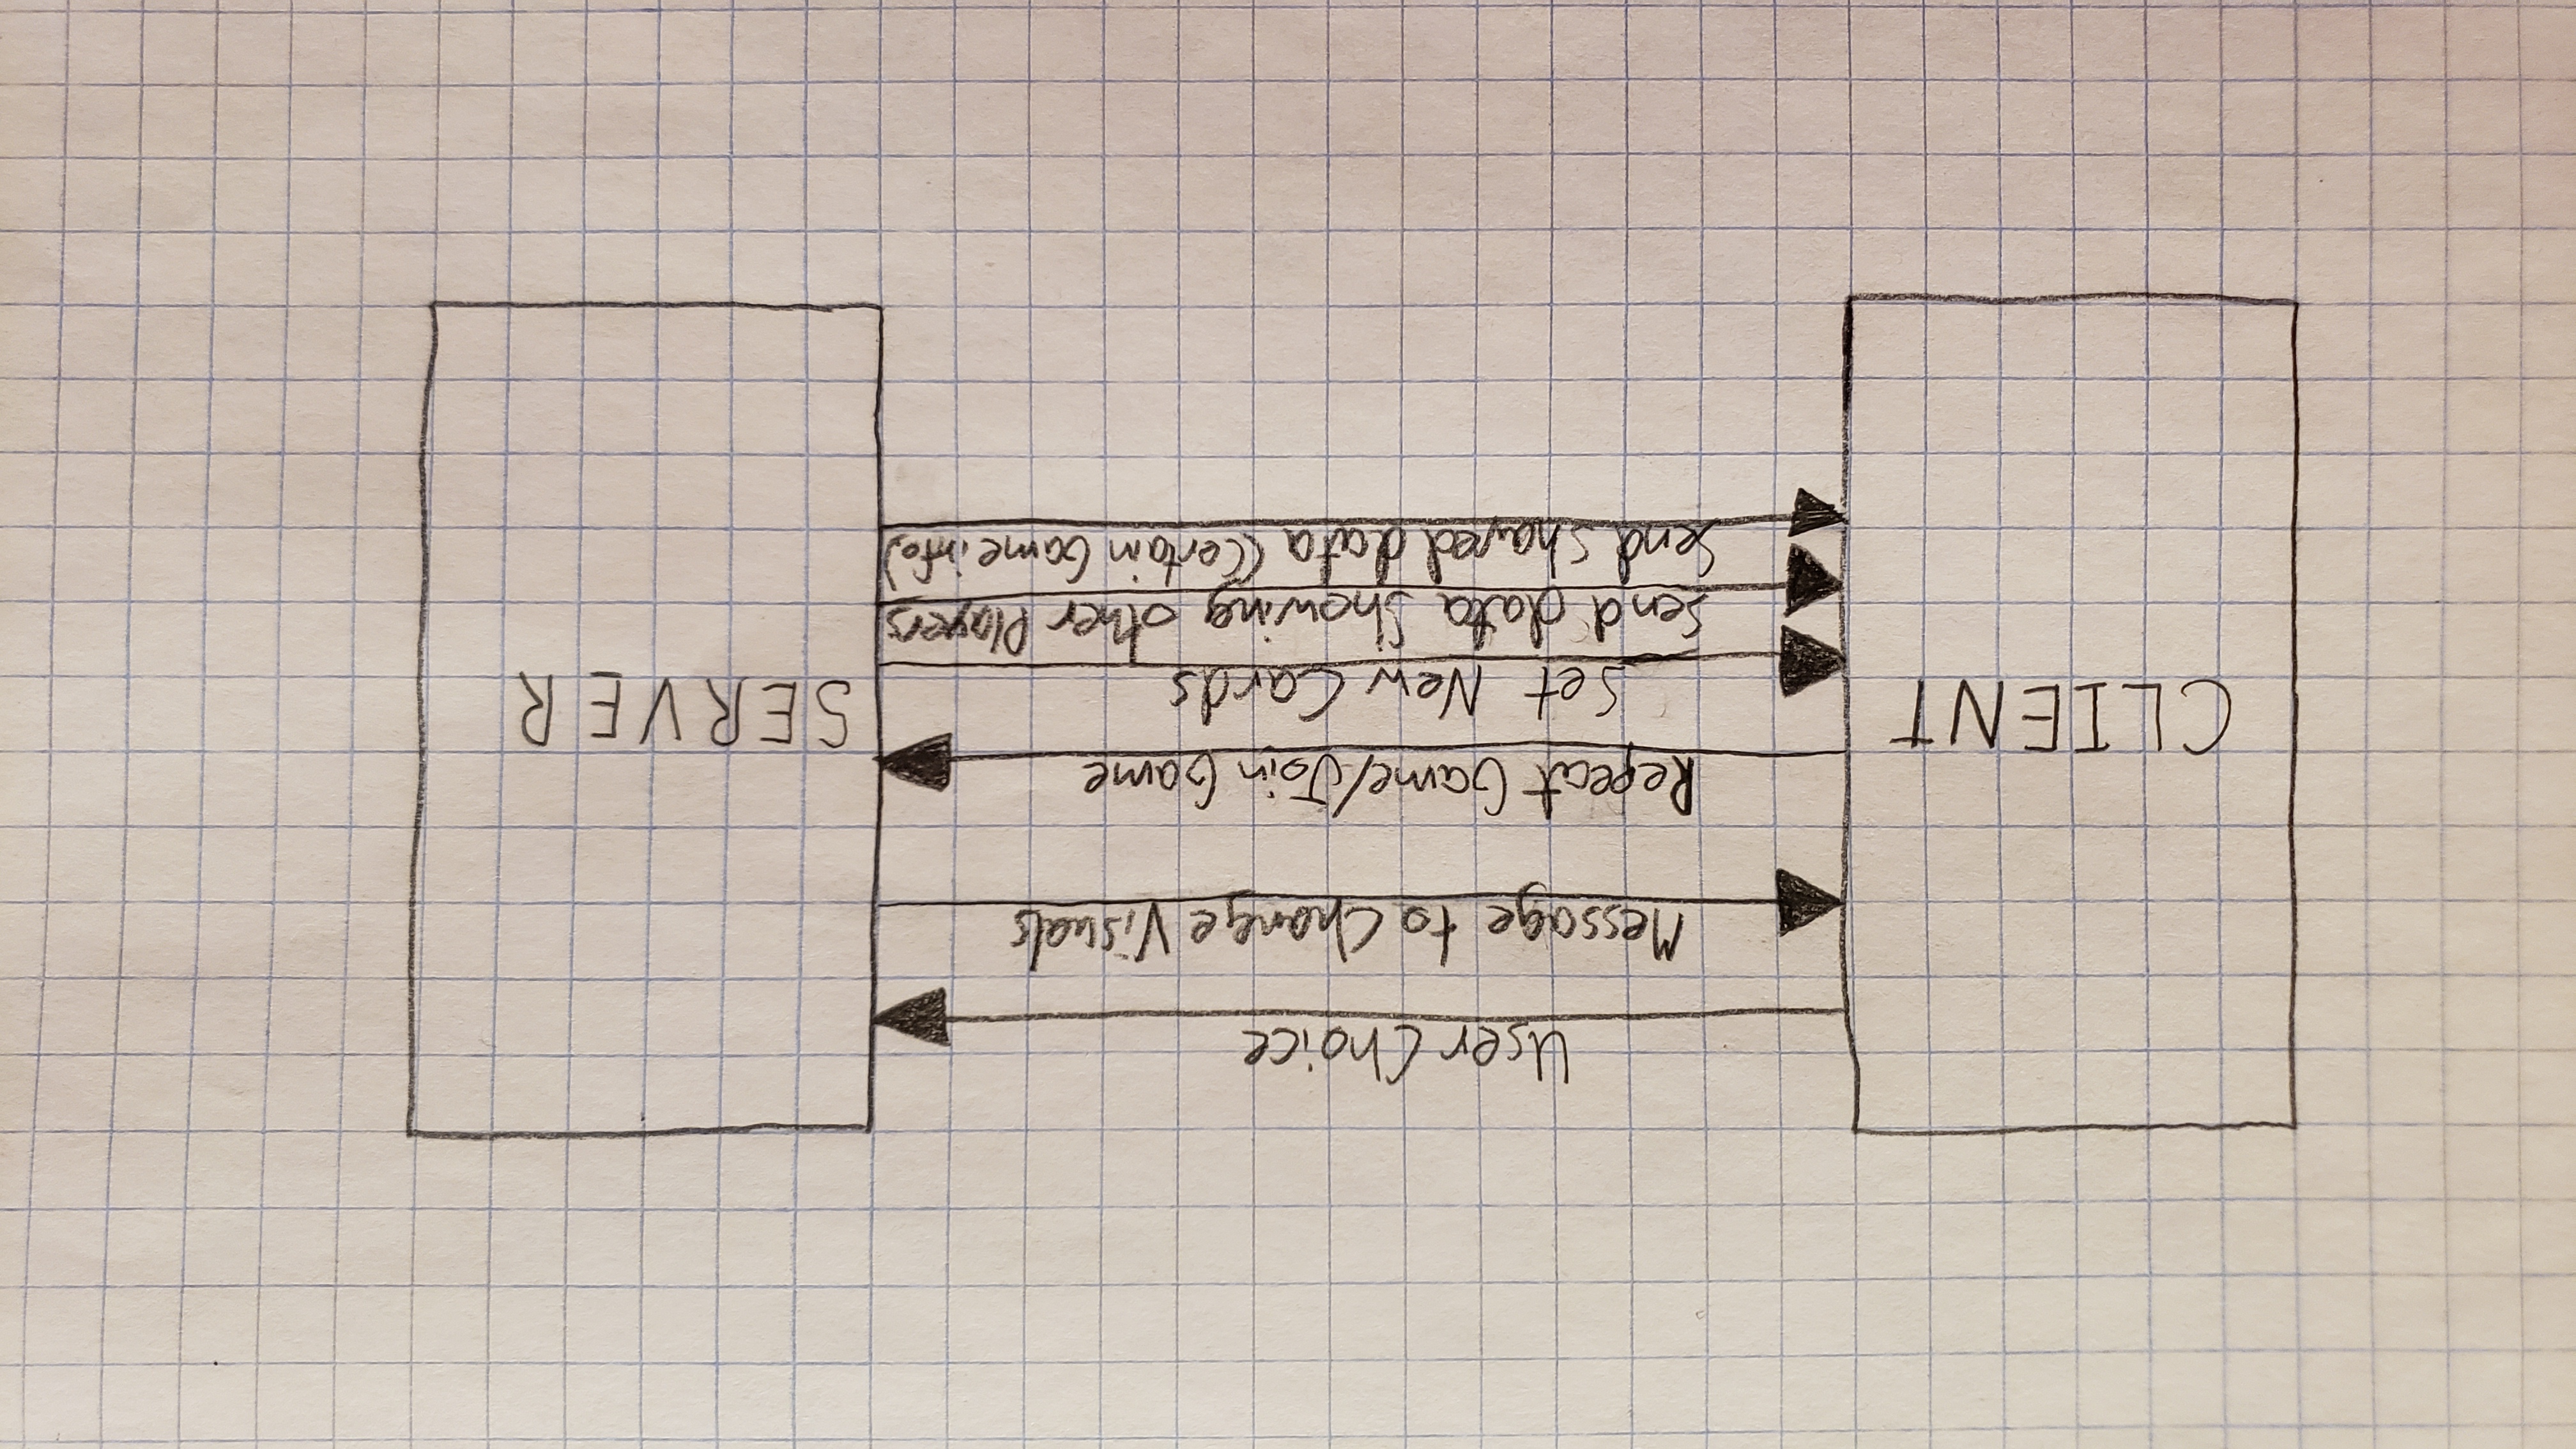 User Choice
Message to Change Visuals
Repeat Game/Join Game
CLIENT
SERVER
Set New Cards
Send data Showing other Players
Send shared data (Certain Game info)